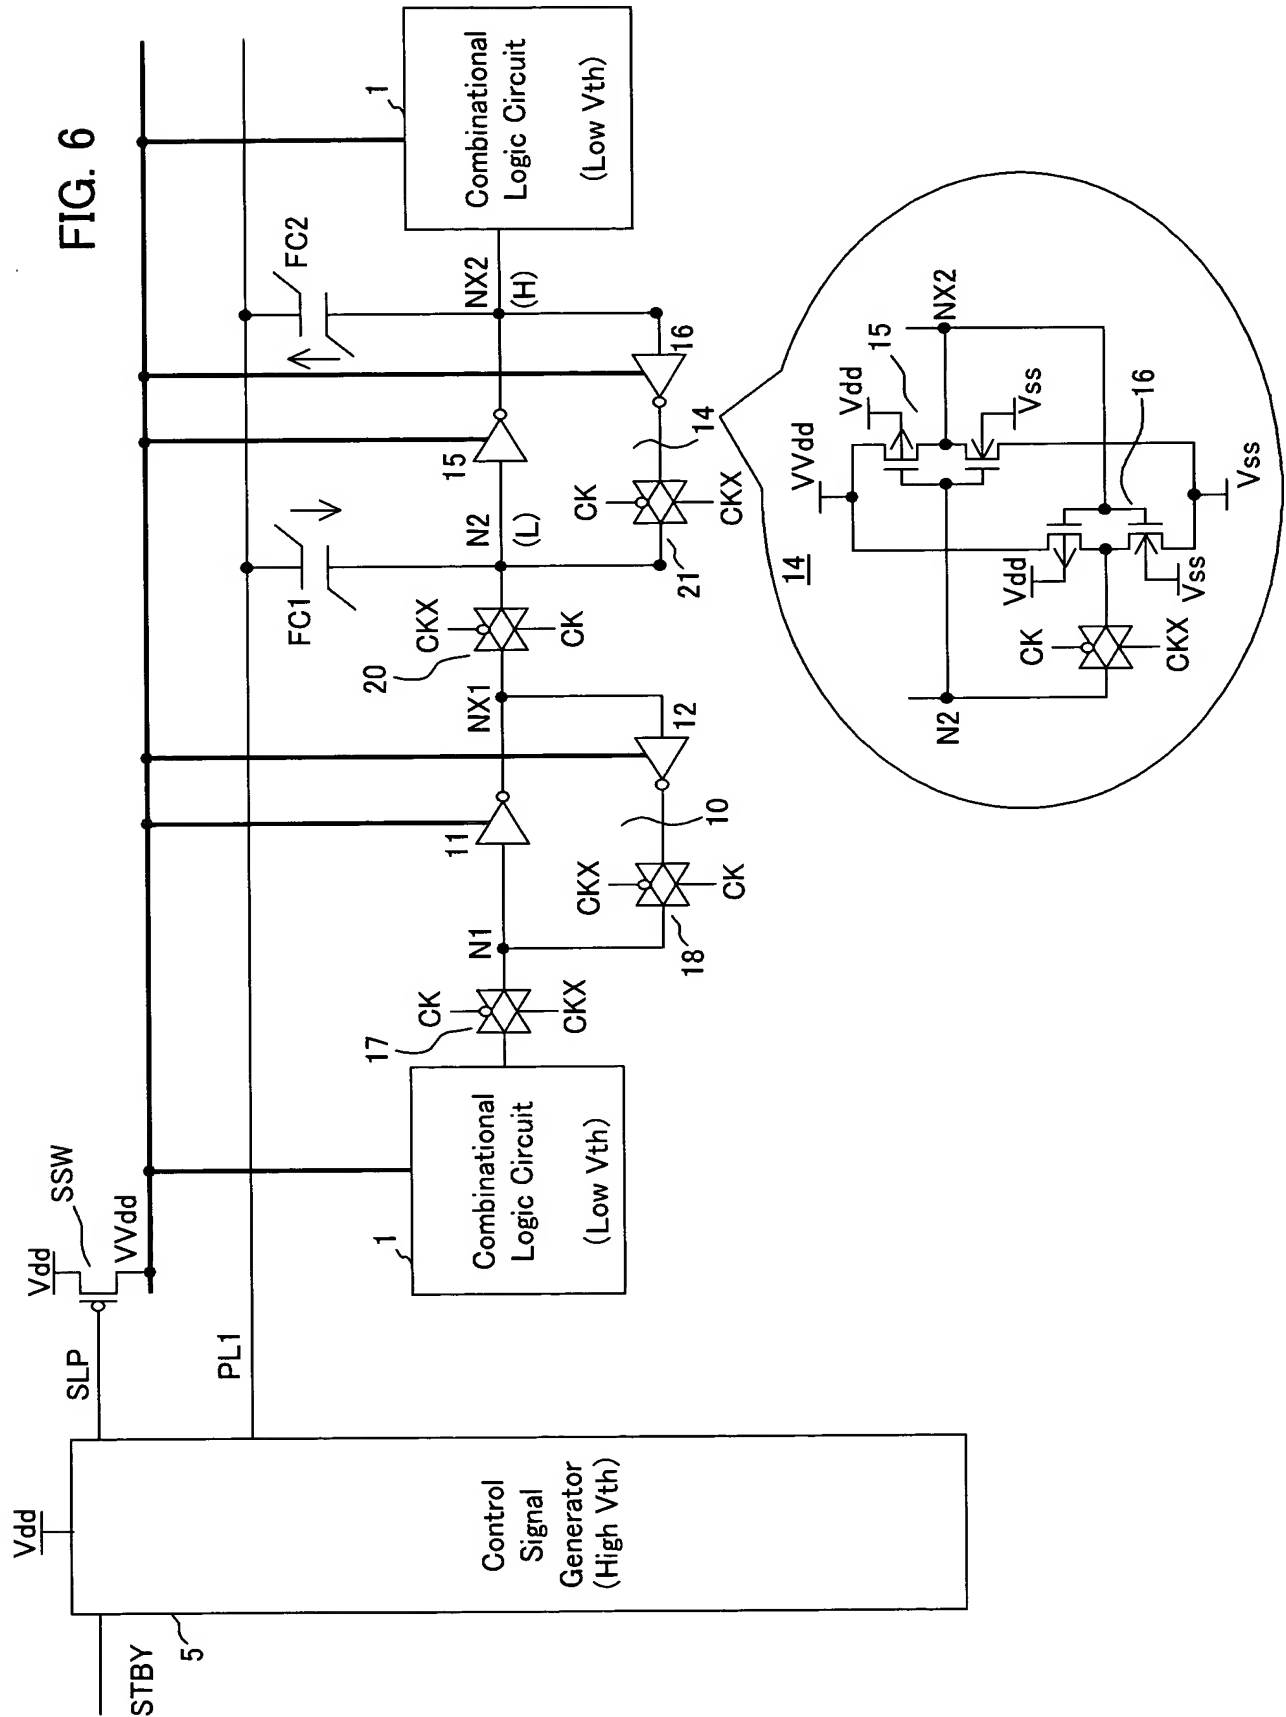 FIG. 6
Vdd
STBY
5
Control
Signal
Generator
(High Vth)
SLP
PL1
Vdd
SSW
VVdd
1
Combinational
Logic Circuit
(Low Vth)
17
CK
CKX
N1
18
CKX
CK
10
11
12
NX1
20
CKX
CK
FC1
N2
(L)
21
CK
CKX
14
15
16
FC2
NX2
(H)
1
Combinational
Logic Circuit
(Low Vth)
14
VVdd
Vdd
15
NX2
Vss
Vdd
16
Vss
Vss
CK
CKX
N2